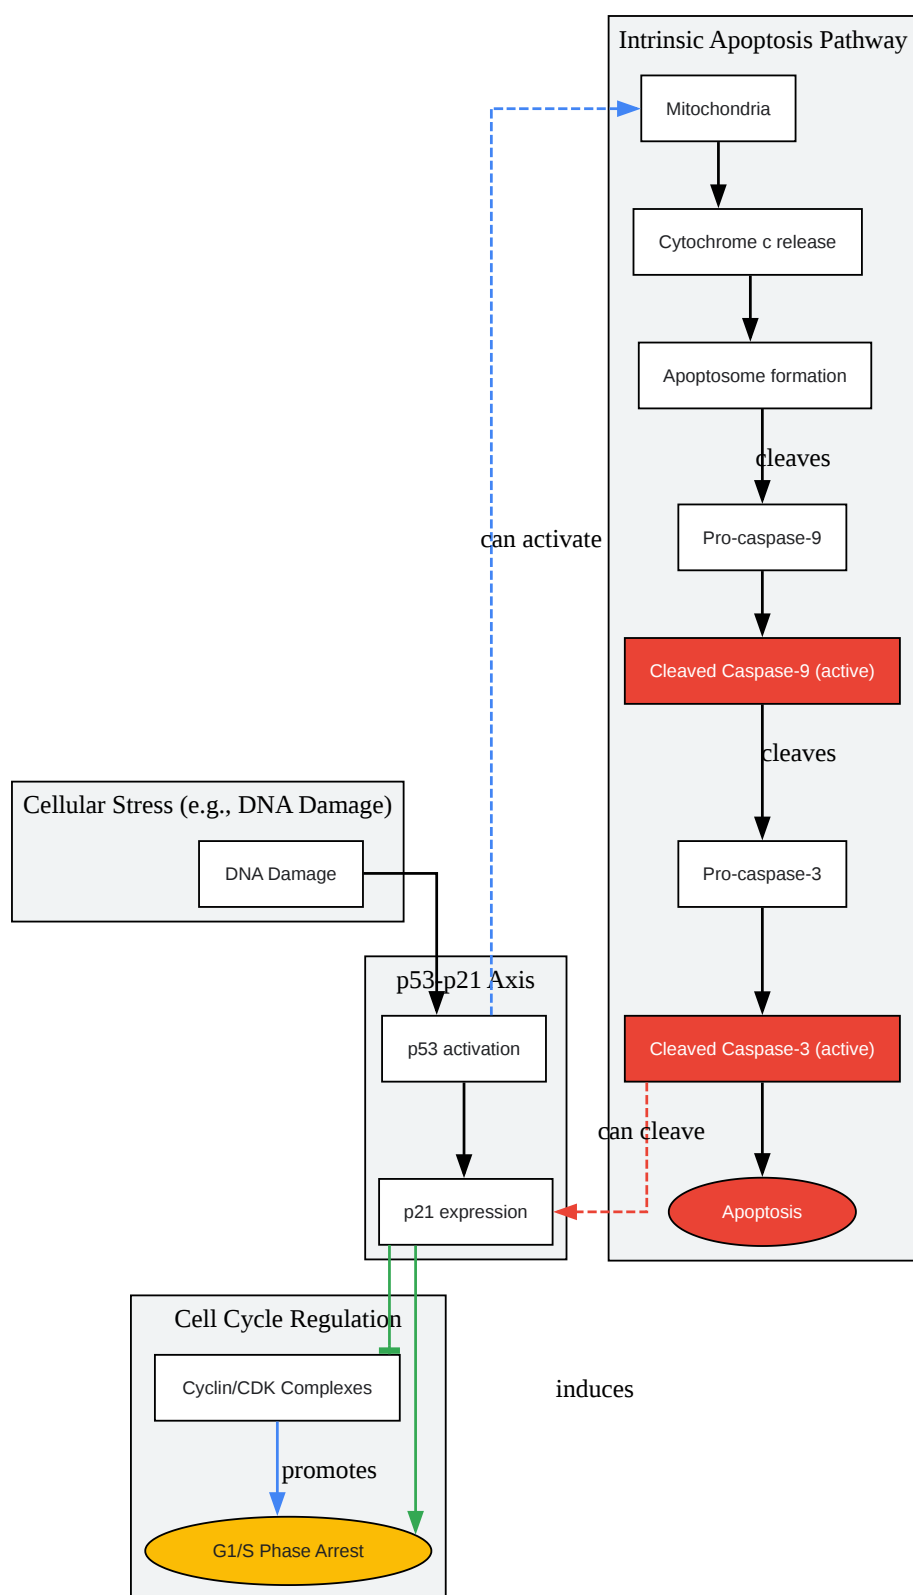 Intrinsic Apoptosis Pathway
Mitochondria
Cytochrome c release
Apoptosome formation
cleaves
Pro-caspase-9
can activate
Cleaved Caspase-9 (active)
cleaves
Cellular Stress (e.g., DNA Damage)
DNA Damage
Pro-caspase-3
p53-p21 Axis
p53 activation
Cleaved Caspase-3 (active)
can cleave
p21 expression
Apoptosis
Cell Cycle Regulation
Cyclin/CDK Complexes
induces
promotes
G1/S Phase Arrest